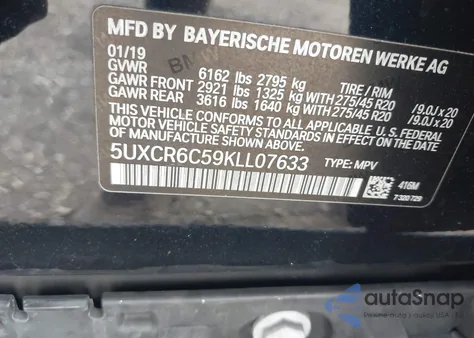 MFD BY BAYERISCHE MOTOREN WERKE AG
01/19
GVWR 6162 lbs 2795 kg TIRE / RIM
GAWR FRONT 2921 lbs 1325 kg WITH 275/45 R20 /9.0J x 20
GAWR REAR 3616 lbs 1640 kg WITH 275/45 R20 /9.0J x 20
THIS VEHICLE CONFORMS TO ALL APPLICABLE U.S. FEDERAL
MOTOR VEHICLE SAFETY STANDARDS IN EFFECT ON THE DATE
OF MANUFACTURE SHOWN ABOVE.
5UXCR6C59KLL07633 TYPE: MPV
416M
7 320 729
autoSnap